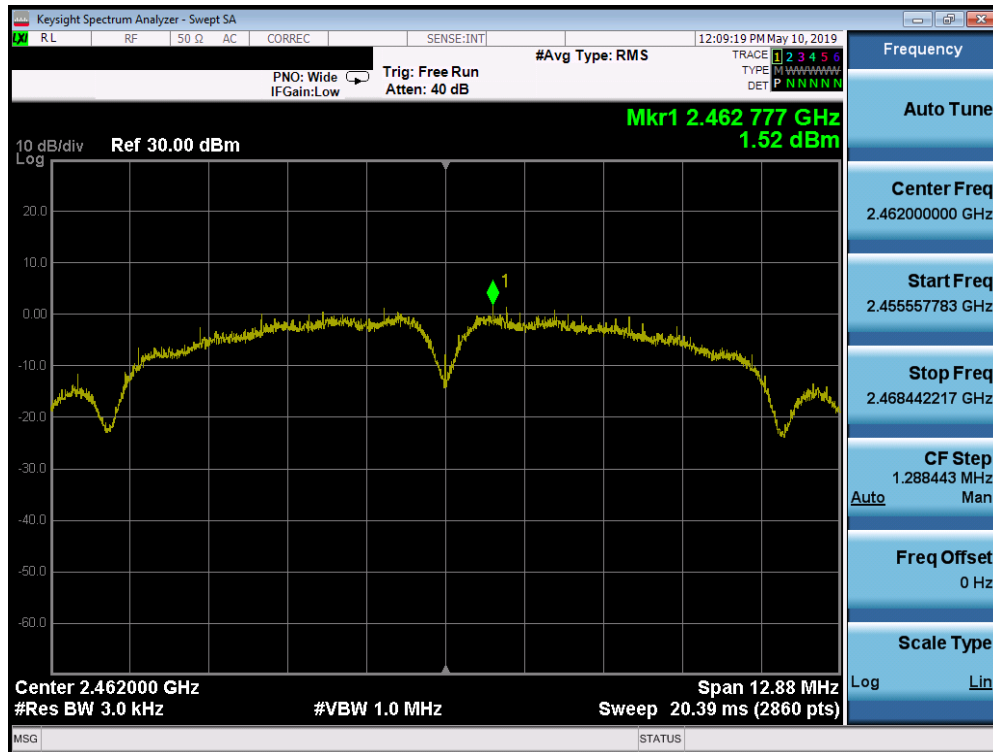 Keysight Spectrum Analyzer - Swept SA
LXI RL RF 50 Ω AC CORREC SENSE:INT 12:09:19 PM May 10, 2019
#Avg Type: RMS
TRACE 1 2 3 4 5 6
PNO: Wide Trig: Free Run TYPE M WWWWW
IFGain:Low Atten: 40 dB DET P N N N N N
Mkr1 2.462 777 GHz
1.52 dBm
10 dB/div Ref 30.00 dBm
Log
1
20.0
10.0
0.00
-10.0
-20.0
-30.0
-40.0
-50.0
-60.0
Center 2.462000 GHz Span 12.88 MHz
#Res BW 3.0 kHz #VBW 1.0 MHz Sweep 20.39 ms (2860 pts)
MSG STATUS
Frequency
Auto Tune
Center Freq
2.462000000 GHz
Start Freq
2.455557783 GHz
Stop Freq
2.468442217 GHz
CF Step
1.288443 MHz
Auto Man
Freq Offset
0 Hz
Scale Type
Log Lin